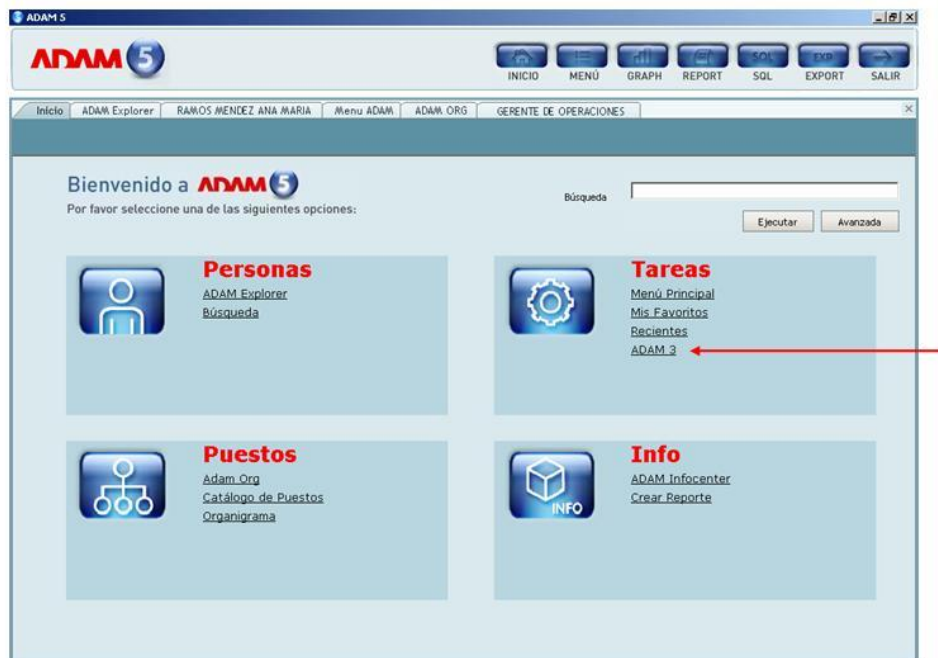 ADAM 5
ADAM 5
INICIO MENÚ GRAPH REPORT SQL SQL EXP EXPORT SALIR
Inicio ADAM Explorer RAMOS MENDEZ ANA MARIA Menu ADAM ADAM ORG GERENTE DE OPERACIONES
Bienvenido a ADAM 5
Por favor seleccione una de las siguientes opciones:
Búsqueda
Ejecutar Avanzada
Personas
ADAM Explorer
Búsqueda
Tareas
Menú Principal
Mis Favoritos
Recientes
ADAM 3
Puestos
Adam Org
Catálogo de Puestos
Organigrama
Info
INFO
ADAM Infocenter
Crear Reporte